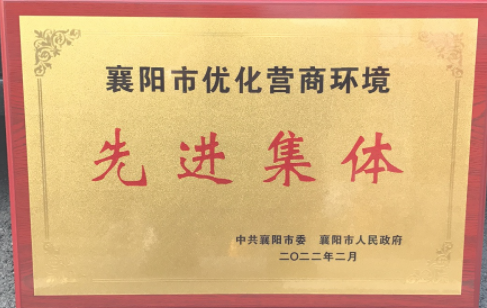 襄阳市优化营商环境
先进集体
中共襄阳市委 襄阳市人民政府
二〇二二年二月